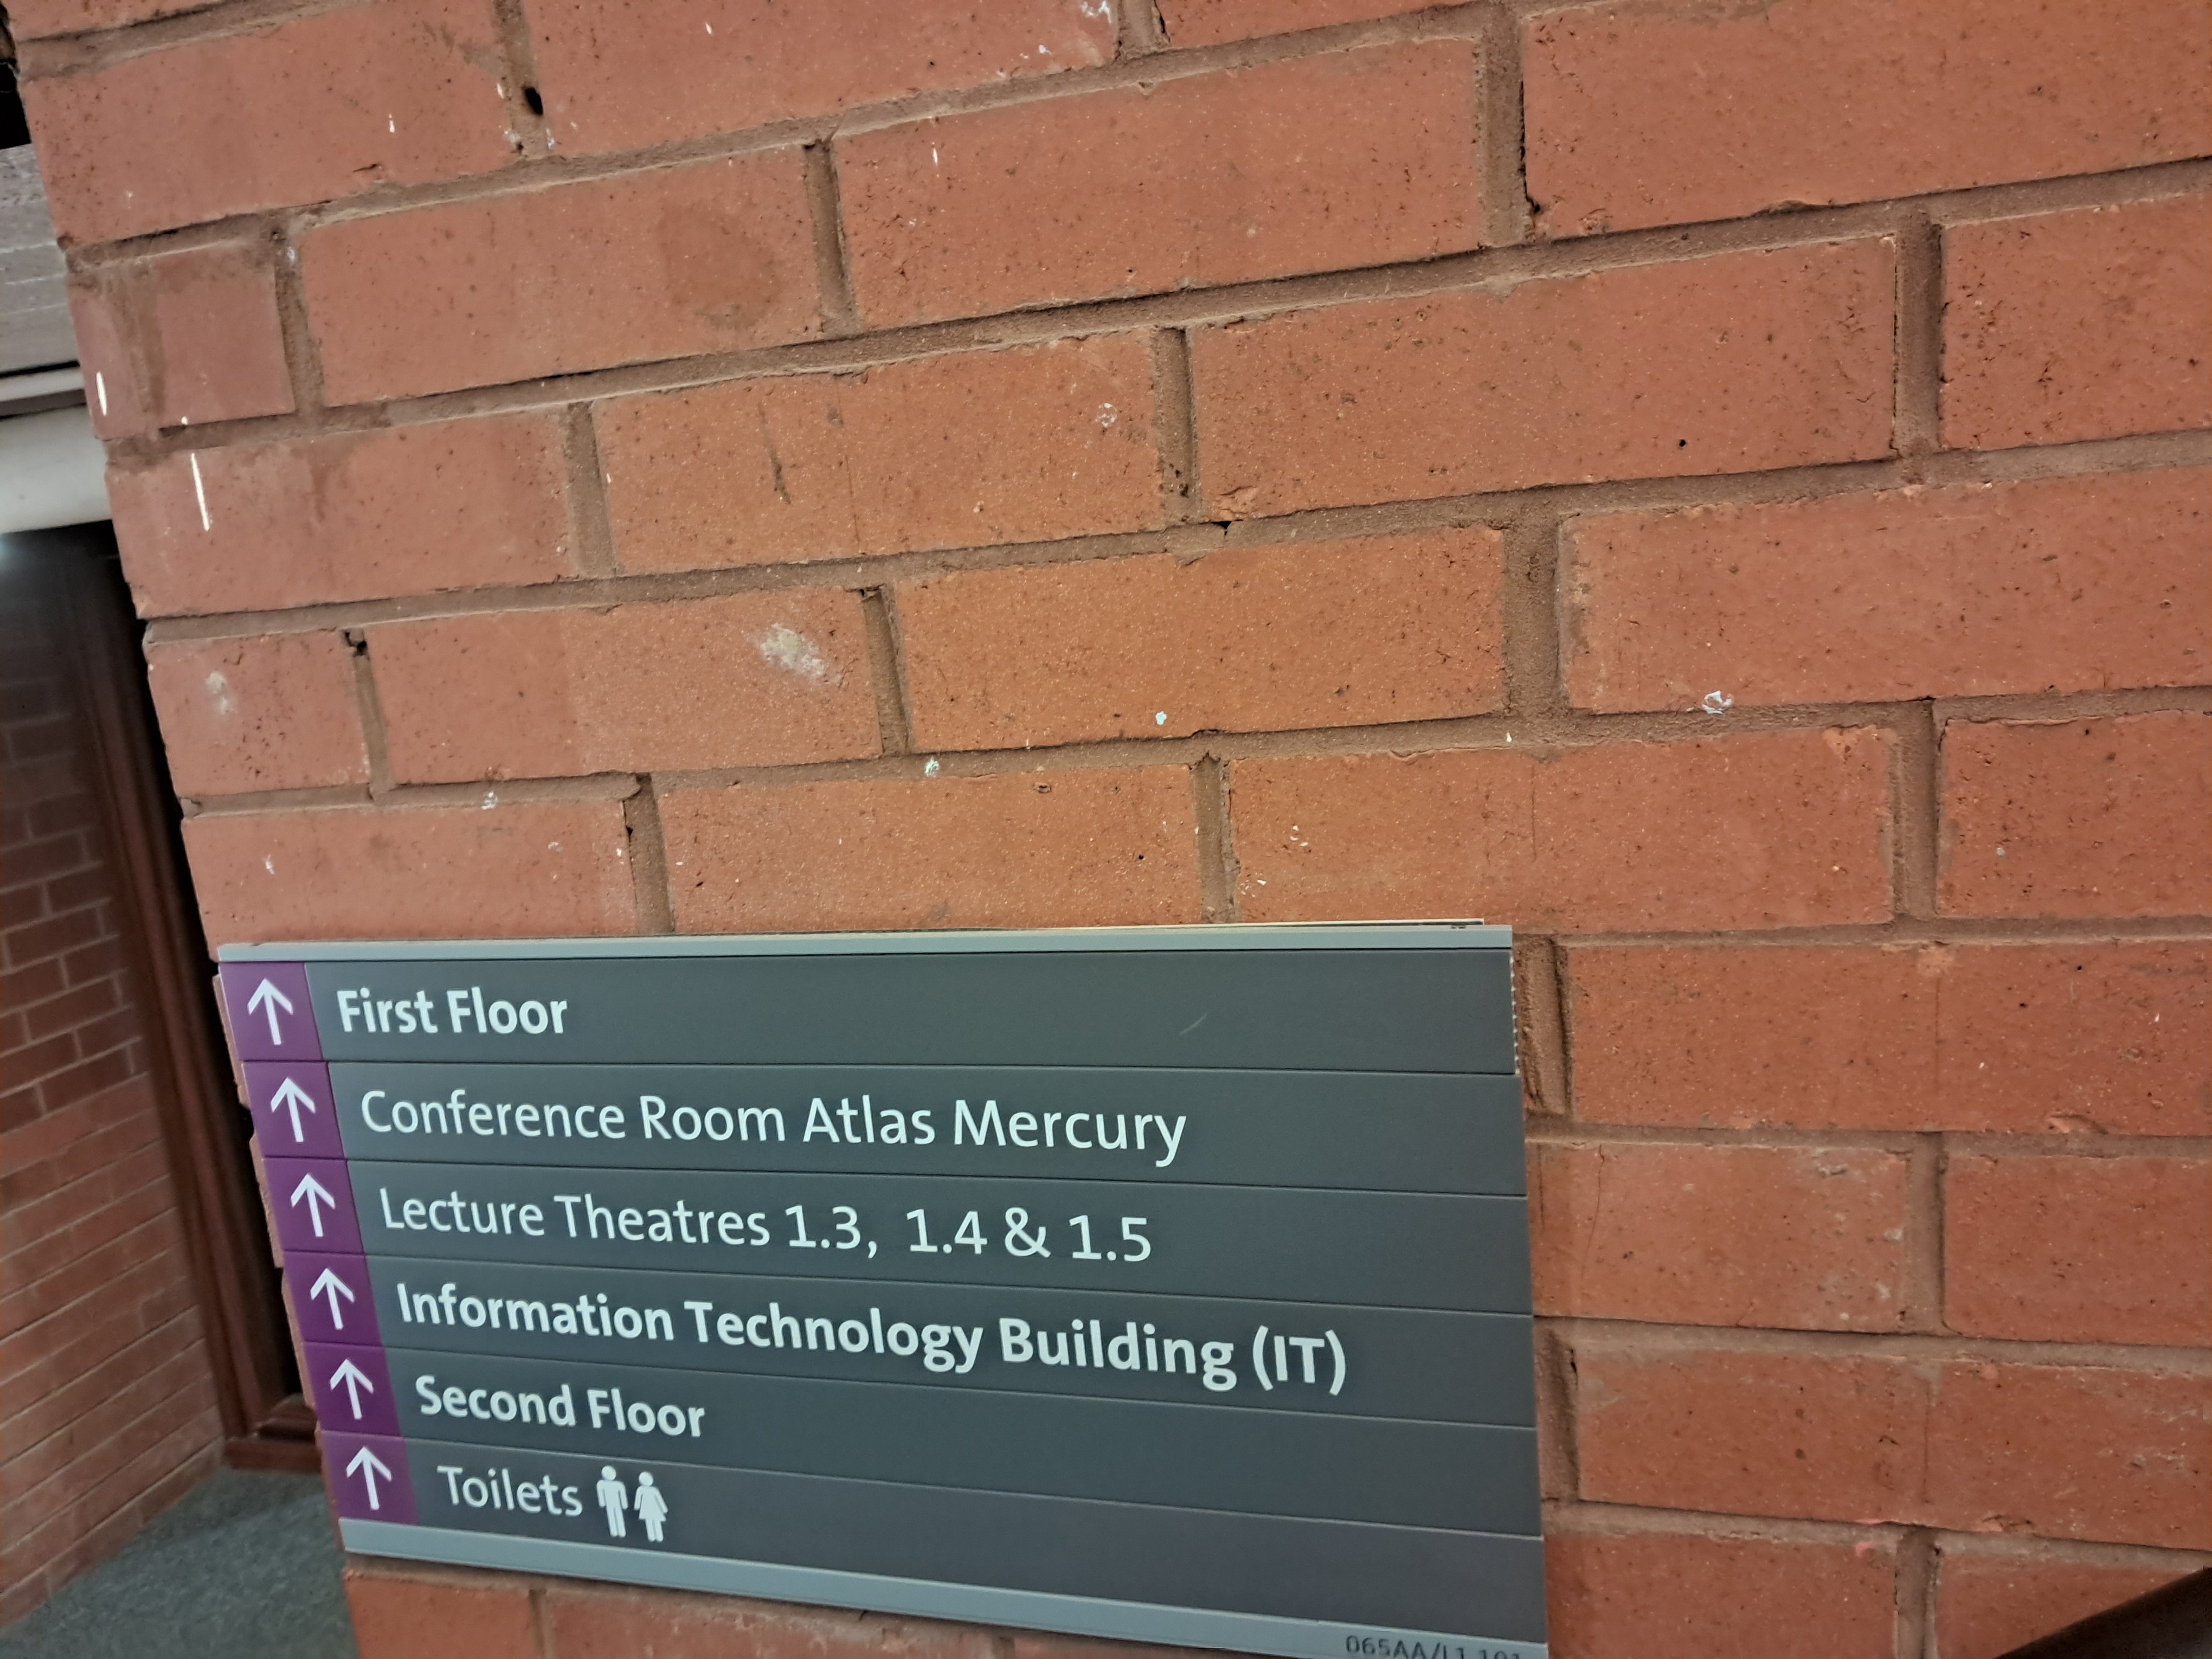 First Floor
Conference Room Atlas Mercury
Lecture Theatres 1.3, 1.4 & 1.5
Information Technology Building (IT)
Second Floor
Toilets